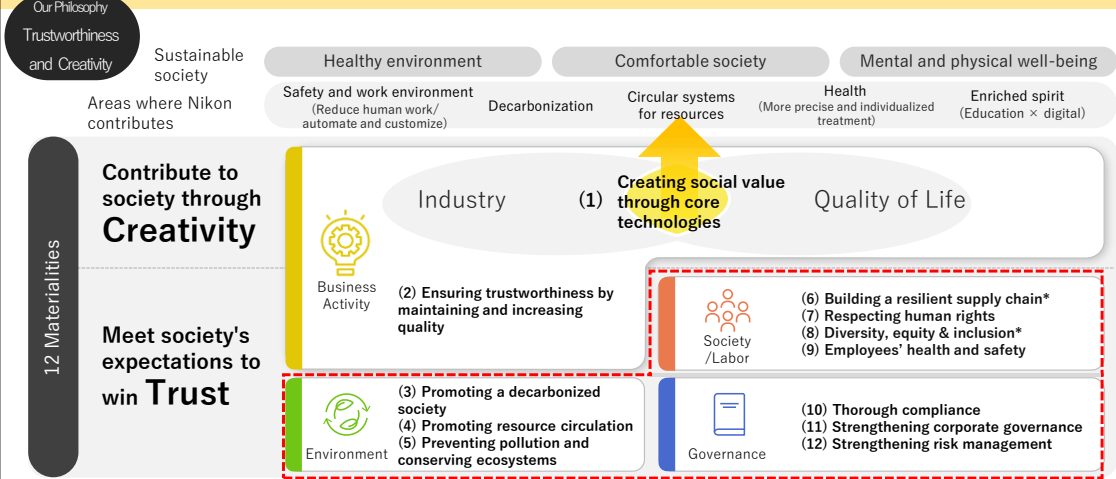 Our Philosophy
Trustworthiness
and Creativity
Sustainable
society
Healthy environment
Comfortable society
Mental and physical well-being
Areas where Nikon
contributes
Safety and work environment
(Reduce human work/
automate and customize)
Decarbonization
Circular systems
for resources
Health
(More precise and individualized
treatment)
Enriched spirit
(Education × digital)
12 Materialities
Contribute to
society through
Creativity
Industry
(1)
Creating social value
through core
technologies
Quality of Life
Business
Activity
(2) Ensuring trustworthiness by
maintaining and increasing
quality
Meet society's
expectations to
win Trust
Society
/Labor
(6) Building a resilient supply chain*
(7) Respecting human rights
(8) Diversity, equity & inclusion*
(9) Employees' health and safety
Environment
(3) Promoting a decarbonized
society
(4) Promoting resource circulation
(5) Preventing pollution and
conserving ecosystems
Governance
(10) Thorough compliance
(11) Strengthening corporate governance
(12) Strengthening risk management